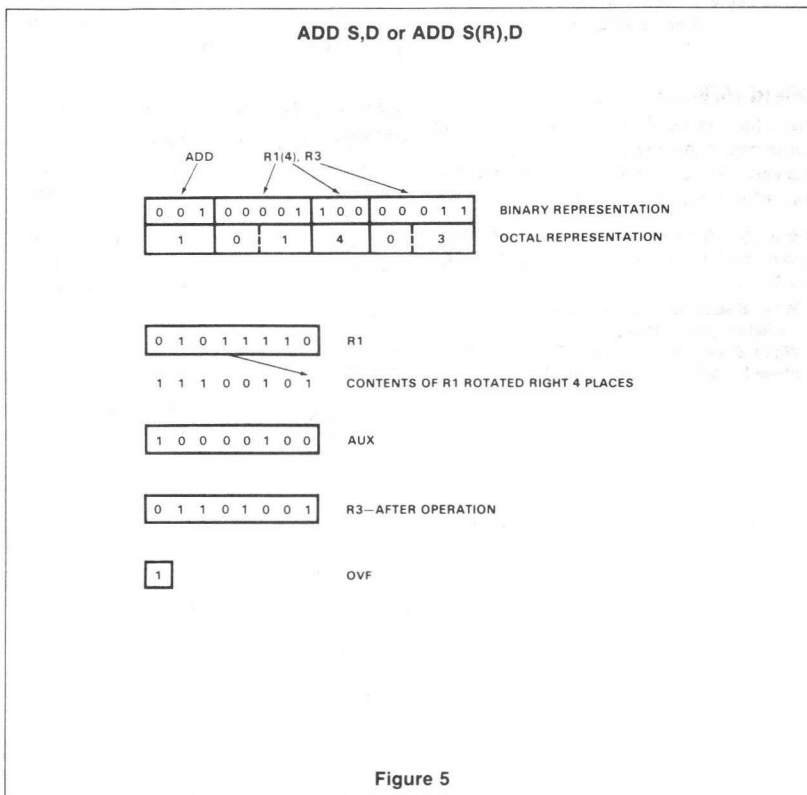 ADD S,D or ADD S(R),D
ADD R1(4), R3
0 0 1 0 0 0 0 1 1 0 0 0 0 0 1 1 BINARY REPRESENTATION
1 0 1 4 0 3 OCTAL REPRESENTATION
0 1 0 1 1 1 1 0 R1
1 1 1 0 0 1 0 1 CONTENTS OF R1 ROTATED RIGHT 4 PLACES
1 0 0 0 0 1 0 0 AUX
0 1 1 0 1 0 0 1 R3—AFTER OPERATION
1 OVF
Figure 5